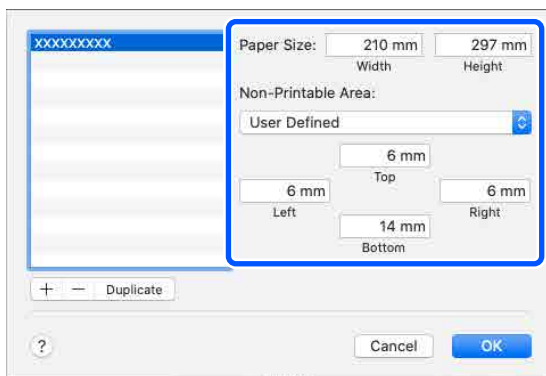 XXXXXXXXX
Paper Size: 210 mm 297 mm
Width Height
Non-Printable Area:
User Defined
6 mm
Top
6 mm 6 mm
Left Right
14 mm
Bottom
+ − Duplicate
? Cancel OK